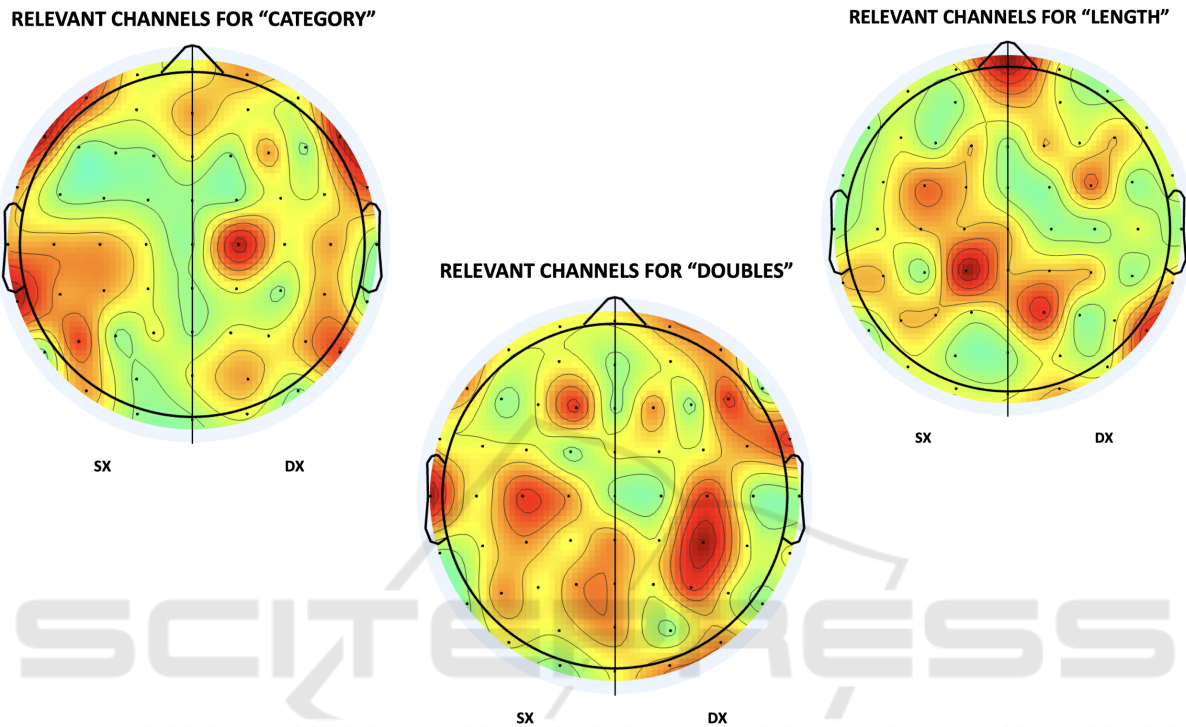 RELEVANT CHANNELS FOR “CATEGORY”
RELEVANT CHANNELS FOR “LENGTH”
RELEVANT CHANNELS FOR “DOUBLES”
SX DX
SX DX
SX DX
SCITEPRESS